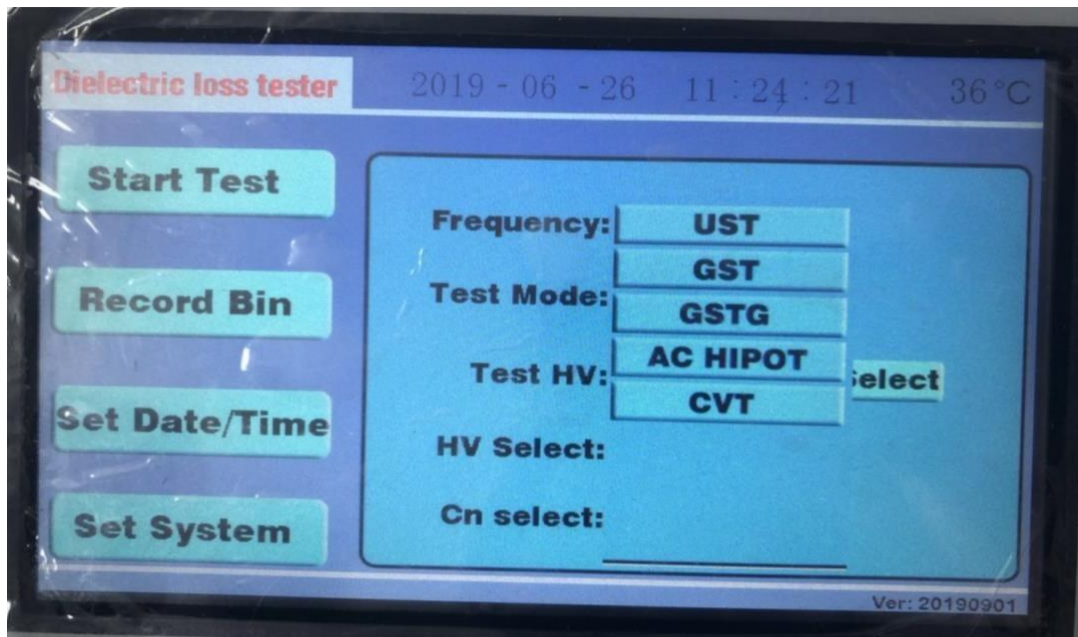 Dielectric loss tester 2019 - 06 - 26 11 : 24 : 21 36 °C
Start Test
Record Bin
Set Date/Time
Set System
Frequency:
Test Mode:
Test HV:
HV Select:
Cn select:
UST
GST
GSTG
AC HIPOT
CVT
elect
Ver: 20190901